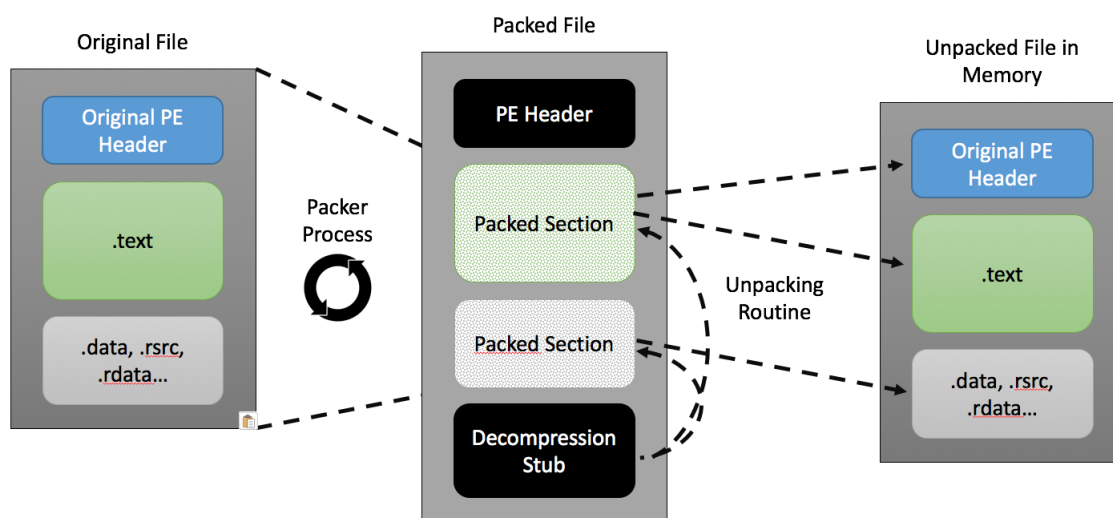 Original File
Original PE
Header
.text
.data, .rsrc,
.rdata...
Packer
Process
Packed File
PE Header
Packed Section
Packed Section
Decompression
Stub
Unpacking
Routine
Unpacked File in
Memory
Original PE
Header
.text
.data, .rsrc,
.rdata...